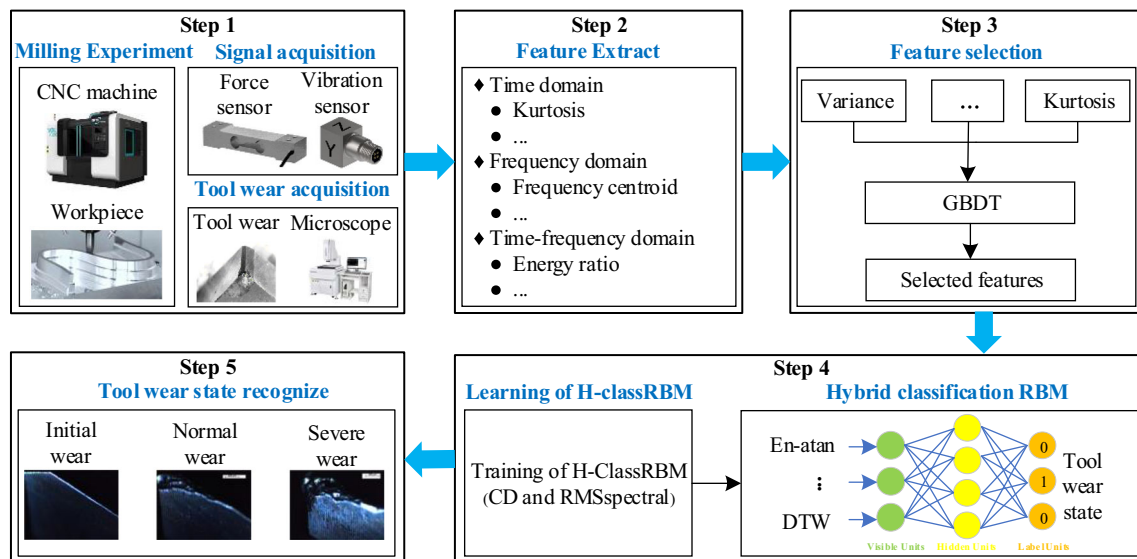 Step 1
Milling Experiment
Signal acquisition
CNC machine
Force
sensor
Vibration
sensor
Z
Y
Tool wear acquisition
Workpiece
Tool wear
Microscope
Step 2
Feature Extract
♦ Time domain
● Kurtosis
● ...
♦ Frequency domain
● Frequency centroid
● ...
♦ Time-frequency domain
● Energy ratio
● ...
Step 3
Feature selection
Variance
...
Kurtosis
GBDT
Selected features
Step 4
Learning of H-classRBM
Training of H-ClassRBM
(CD and RMSspectral)
Hybrid classification RBM
En-atan
⋮
DTW
0
1
0
Tool
wear
state
Visible Units
Hidden Units
Label Units
Step 5
Tool wear state recognize
Initial
wear
Normal
wear
Severe
wear